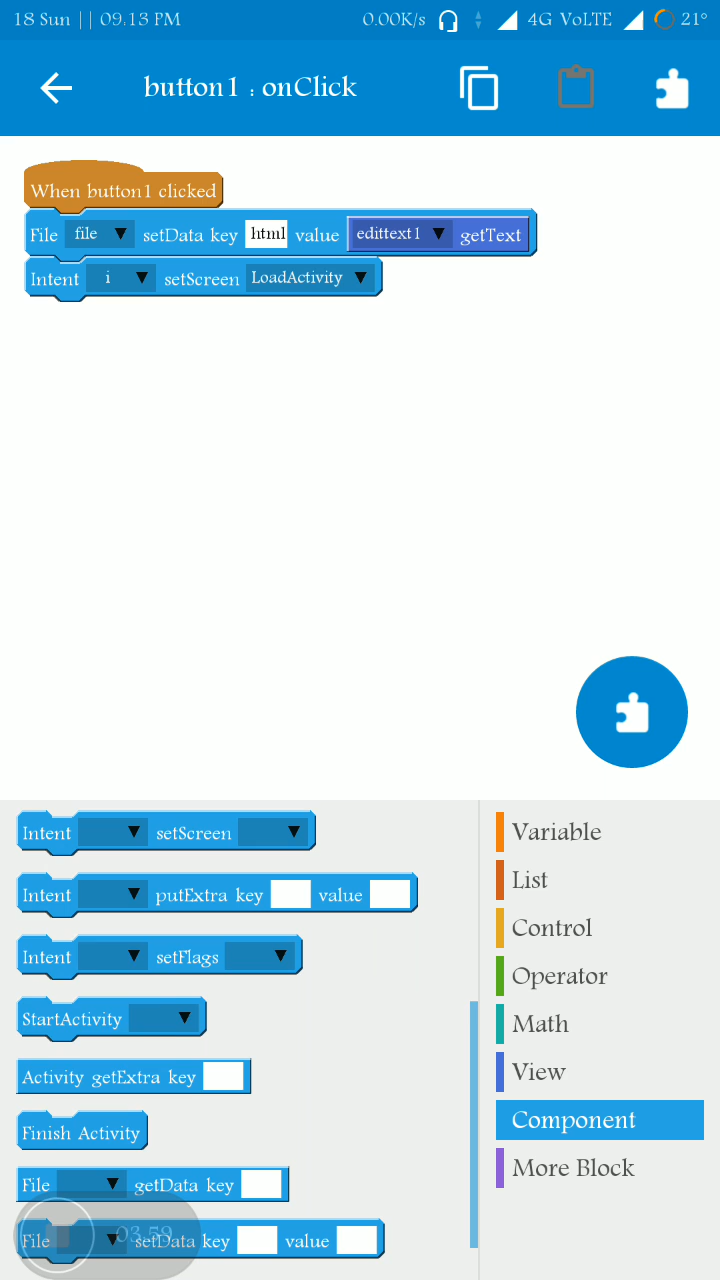 18 Sun || 09:13 PM 0.00K/s 4G VoLTE 21°
button1 : onClick
When button1 clicked
File file setData key html value edittext1 getText
Intent i setScreen LoadActivity
Intent setScreen
Intent putExtra key value
Intent setFlags
StartActivity
Activity getExtra key
Finish Activity
File getData key
File setData key value
03.59
Variable
List
Control
Operator
Math
View
Component
More Block